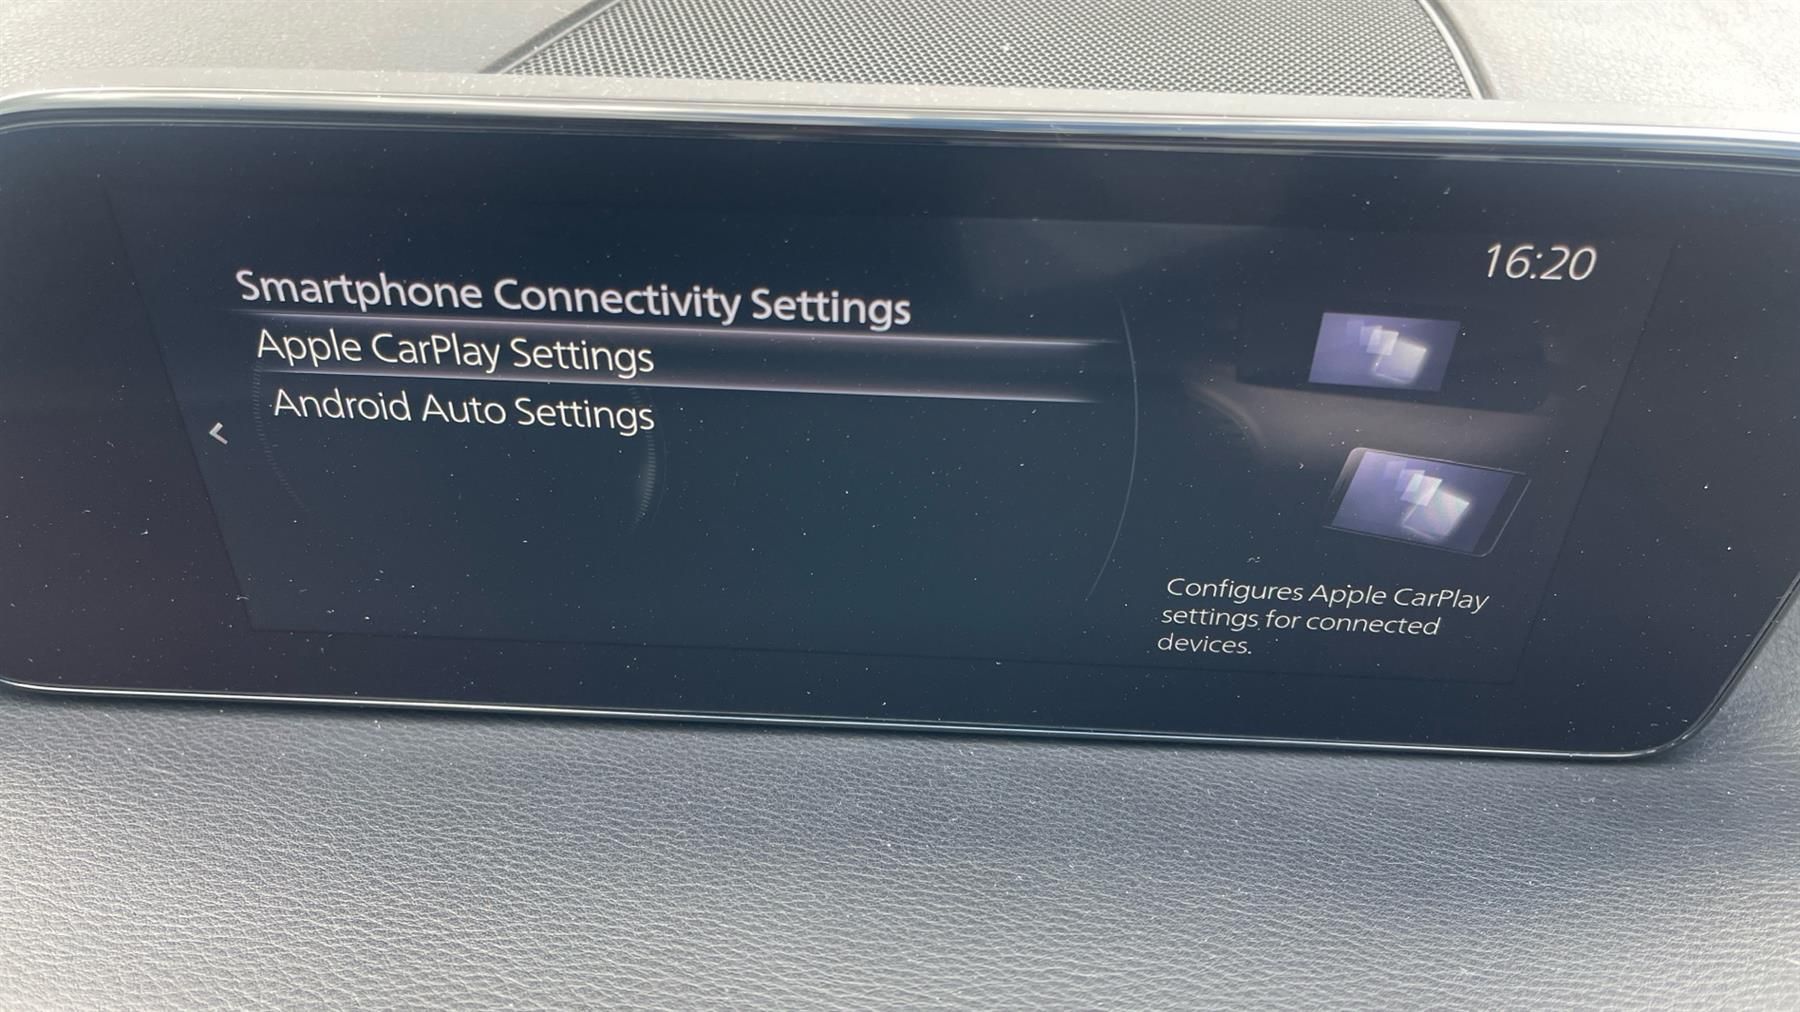 16:20
Smartphone Connectivity Settings
Apple CarPlay Settings
Android Auto Settings
Configures Apple CarPlay
settings for connected
devices.